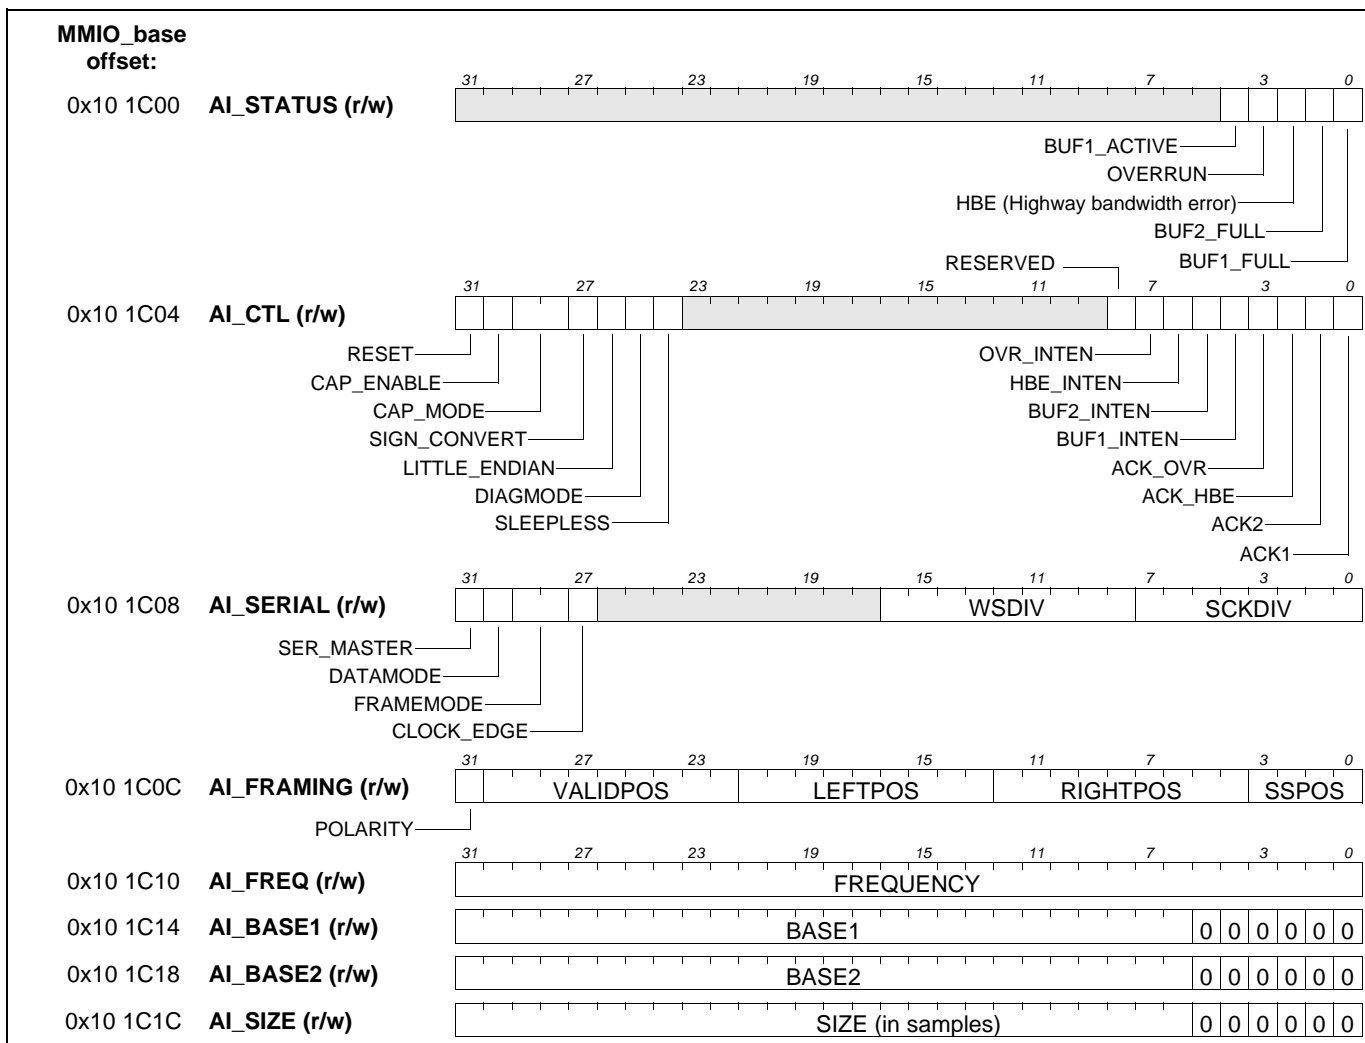 MMIO_base
offset:
31 27 23 19 15 11 7 3 0
0x10 1C00 AI_STATUS (r/w)
BUF1_ACTIVE
OVERRUN
HBE (Highway bandwidth error)
BUF2_FULL
BUF1_FULL
RESERVED
31 27 23 19 15 11 7 3 0
0x10 1C04 AI_CTL (r/w)
RESET OVR_INTEN
CAP_ENABLE HBE_INTEN
CAP_MODE BUF2_INTEN
SIGN_CONVERT BUF1_INTEN
LITTLE_ENDIAN ACK_OVR
DIAGMODE ACK_HBE
SLEEPLESS ACK2
ACK1
31 27 23 19 15 11 7 3 0
0x10 1C08 AI_SERIAL (r/w) WSDIV SCKDIV
SER_MASTER
DATAMODE
FRAMEMODE
CLOCK_EDGE
31 27 23 19 15 11 7 3 0
0x10 1C0C AI_FRAMING (r/w) VALIDPOS LEFTPOS RIGHTPOS SSPOS
POLARITY
31 27 23 19 15 11 7 3 0
0x10 1C10 AI_FREQ (r/w) FREQUENCY
0x10 1C14 AI_BASE1 (r/w) BASE1 0 0 0 0 0 0
0x10 1C18 AI_BASE2 (r/w) BASE2 0 0 0 0 0 0
0x10 1C1C AI_SIZE (r/w) SIZE (in samples) 0 0 0 0 0 0